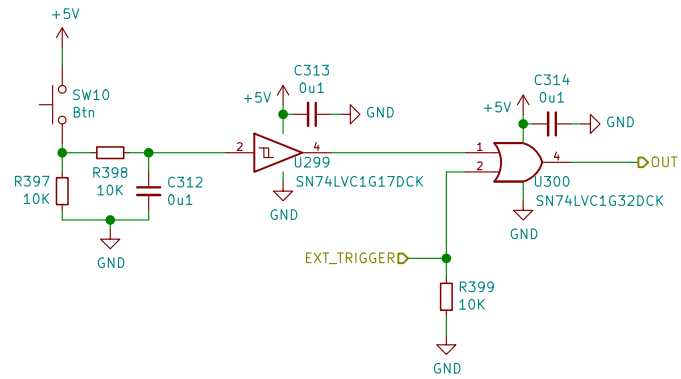 +5V
SW10
Btn
R397
10K
R398
10K
C312
0u1
GND
+5V
C313
0u1
GND
2
4
U299
SN74LVC1G17DCK
GND
+5V
C314
0u1
GND
1
2
4
U300
SN74LVC1G32DCK
GND
OUT
EXT_TRIGGER
R399
10K
GND